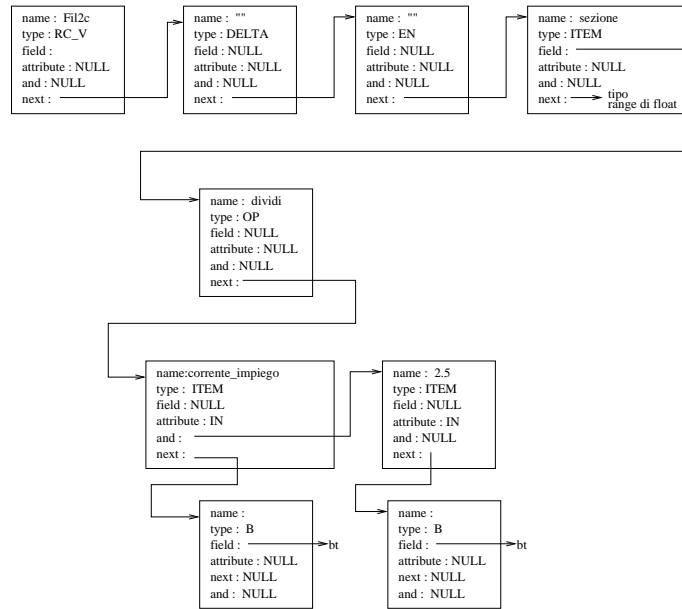 name : Fil2c
type : RC_V
field :
attribute : NULL
and : NULL
next :
name : ""
type : DELTA
field : NULL
attribute : NULL
and : NULL
next :
name : ""
type : EN
field : NULL
attribute : NULL
and : NULL
next :
name : sezione
type : ITEM
field :
attribute : NULL
and : NULL
next : tipo
range di float
name : dividi
type : OP
field : NULL
attribute : NULL
and : NULL
next :
name:corrente_impiego
type : ITEM
field : NULL
attribute : IN
and :
next :
name : 2.5
type : ITEM
field : NULL
attribute : IN
and : NULL
next :
name :
type : B
field : bt
attribute : NULL
next : NULL
and : NULL
name :
type : B
field : bt
attribute : NULL
next : NULL
and : NULL